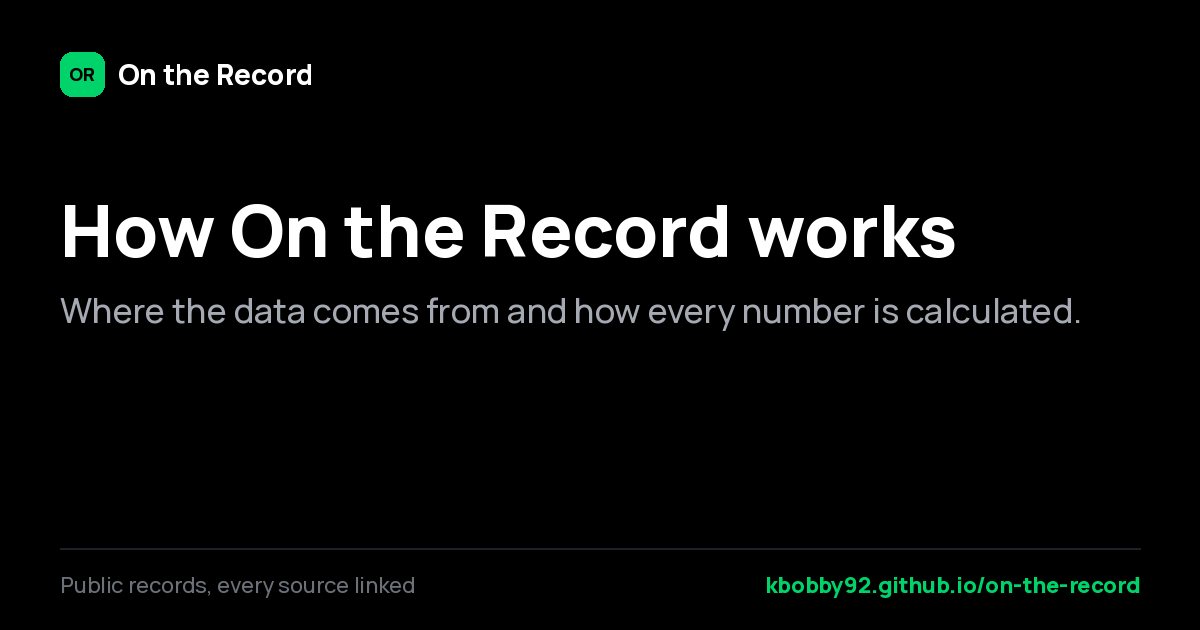 OR On the Record
How On the Record works
Where the data comes from and how every number is calculated.
Public records, every source linked
kbobby92.github.io/on-the-record